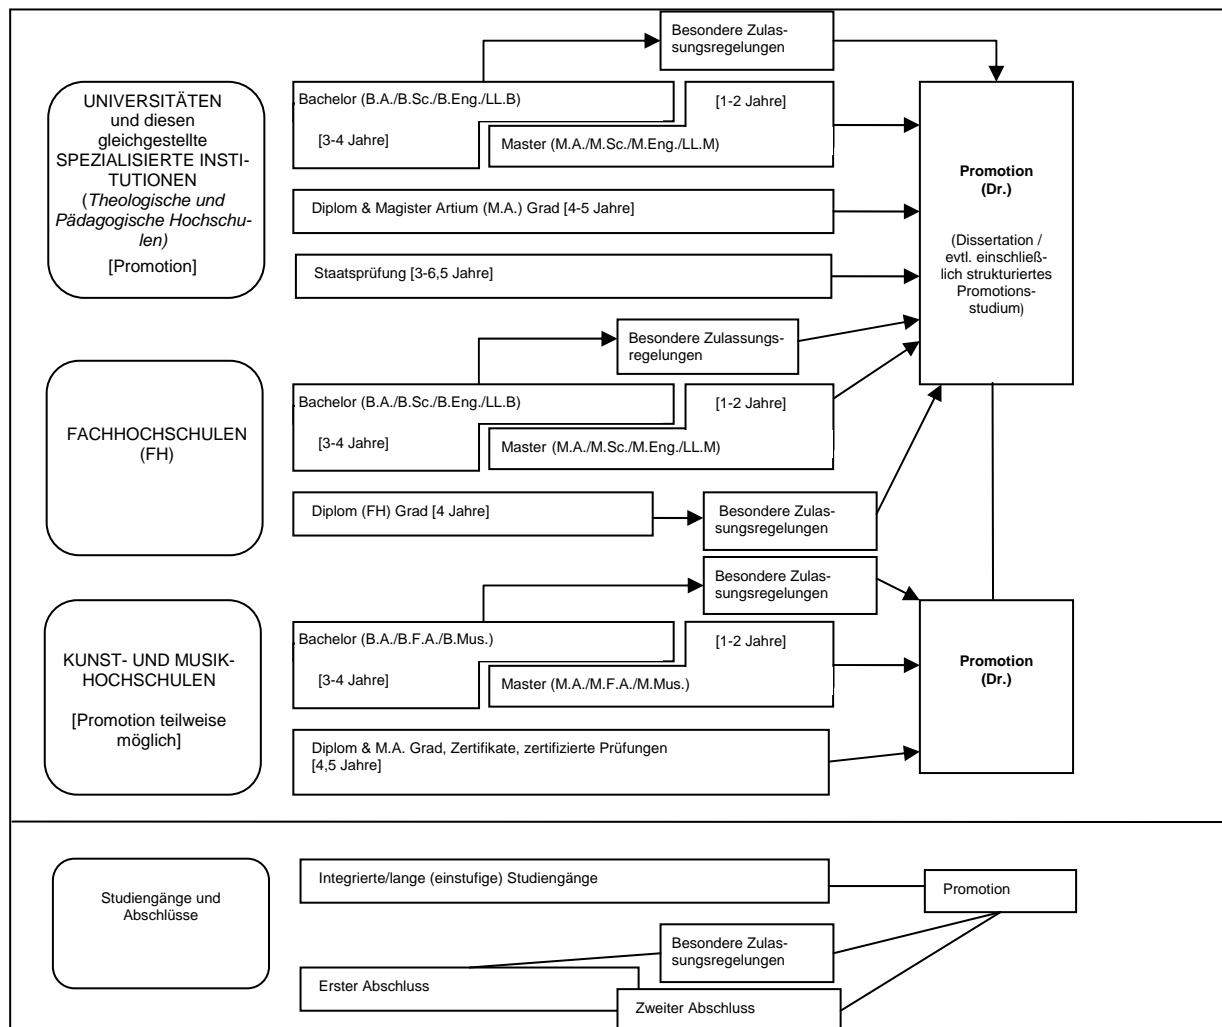 Besondere Zulas-
sungsregelungen
UNIVERSITÄTEN
und diesen
gleichgestellte
SPEZIALISIERTE INSTI-
TUTIONEN
(Theologische und
Pädagogische Hochschu-
len)
[Promotion]
Bachelor (B.A./B.Sc./B.Eng./LL.B)
[3-4 Jahre]
[1-2 Jahre]
Master (M.A./M.Sc./M.Eng./LL.M)
Diplom & Magister Artium (M.A.) Grad [4-5 Jahre]
Staatsprüfung [3-6,5 Jahre]
Promotion
(Dr.)
(Dissertation /
evtl. einschließ-
lich strukturiertes
Promotions-
studium)
FACHHOCHSCHULEN
(FH)
Besondere Zulassungs-
regelungen
Bachelor (B.A./B.Sc./B.Eng./LL.B)
[3-4 Jahre]
[1-2 Jahre]
Master (M.A./M.Sc./M.Eng./LL.M)
Diplom (FH) Grad [4 Jahre]
Besondere Zulas-
sungsregelungen
KUNST- UND MUSIK-
HOCHSCHULEN
[Promotion teilweise
möglich]
Besondere Zulas-
sungsregelungen
Bachelor (B.A./B.F.A./B.Mus.)
[3-4 Jahre]
[1-2 Jahre]
Master (M.A./M.F.A./M.Mus.)
Diplom & M.A. Grad, Zertifikate, zertifizierte Prüfungen
[4,5 Jahre]
Promotion
(Dr.)
Studiengänge und
Abschlüsse
Integrierte/lange (einstufige) Studiengänge
Promotion
Besondere Zulas-
sungsregelungen
Erster Abschluss
Zweiter Abschluss